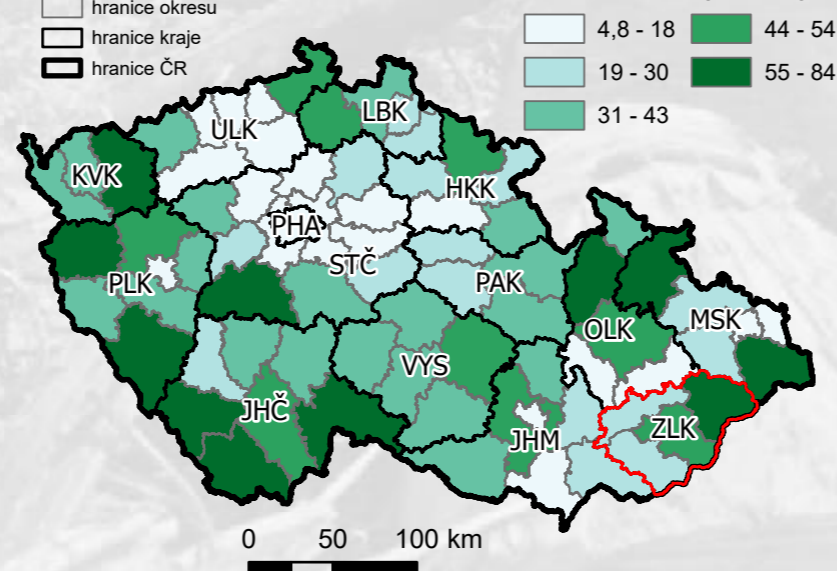 hranice okresu
hranice kraje
hranice ČR
4,8 - 18
44 - 54
19 - 30
55 - 84
31 - 43
LBK
ULK
KVK
HKK
PHA
STČ
PLK
PAK
OLK
MSK
VYS
JHČ
ZLK
JHM
0 50 100 km